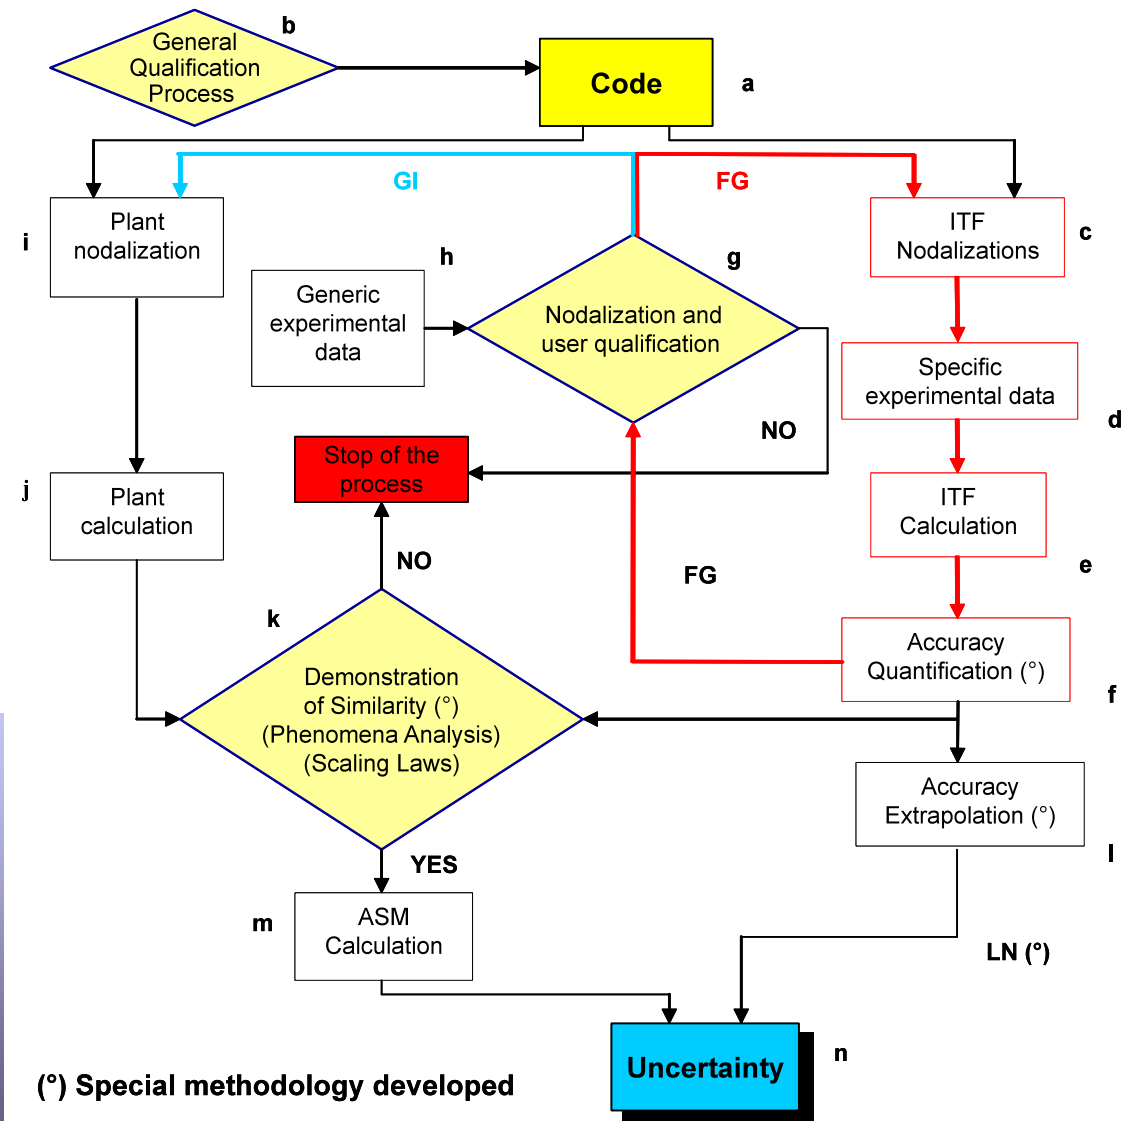 b
General
Qualification
Process
Code
a
GI
FG
i
Plant
nodalization
ITF
Nodalizations
c
h
g
Generic
experimental
data
Nodalization and
user qualification
Specific
experimental data
d
NO
Stop of the
process
j
Plant
calculation
ITF
Calculation
e
NO
FG
k
Accuracy
Quantification (°)
f
Demonstration
of Similarity (°)
(Phenomena Analysis)
(Scaling Laws)
Accuracy
Extrapolation (°)
l
YES
m
ASM
Calculation
LN (°)
Uncertainty
n
(°) Special methodology developed